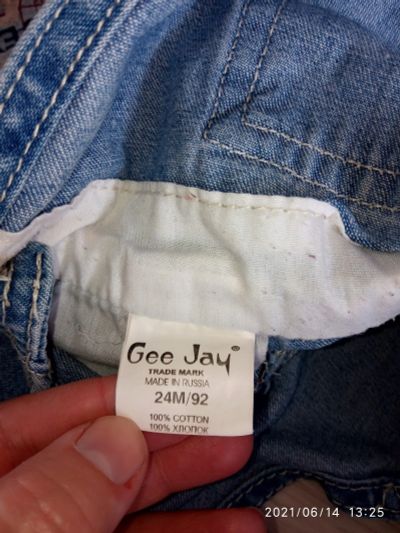 Gee Jay®
TRADE MARK
MADE IN RUSSIA
24M/92
100% COTTON
100% ХЛОПОК
2021/06/14 13:25